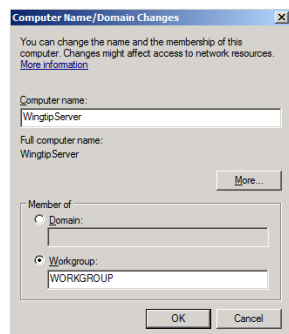 Computer Name/Domain Changes
You can change the name and the membership of this
computer. Changes might affect access to network resources.
More information
Computer name:
WingtipServer
Full computer name:
WingtipServer
More...
Member of
Domain:
Workgroup:
WORKGROUP
OK Cancel